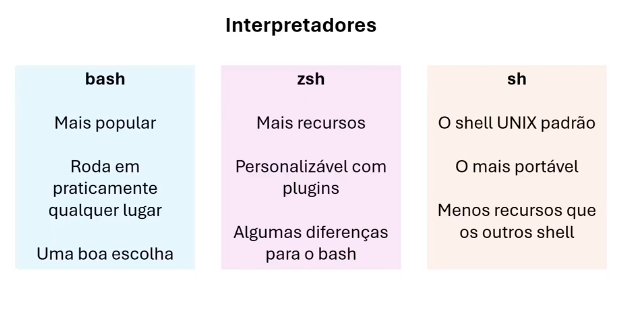 Interpretadores
bash
Mais popular
Roda em
praticamente
qualquer lugar
Uma boa escolha
zsh
Mais recursos
Personalizável com
plugins
Algumas diferenças
para o bash
sh
O shell UNIX padrão
O mais portável
Menos recursos que
os outros shell